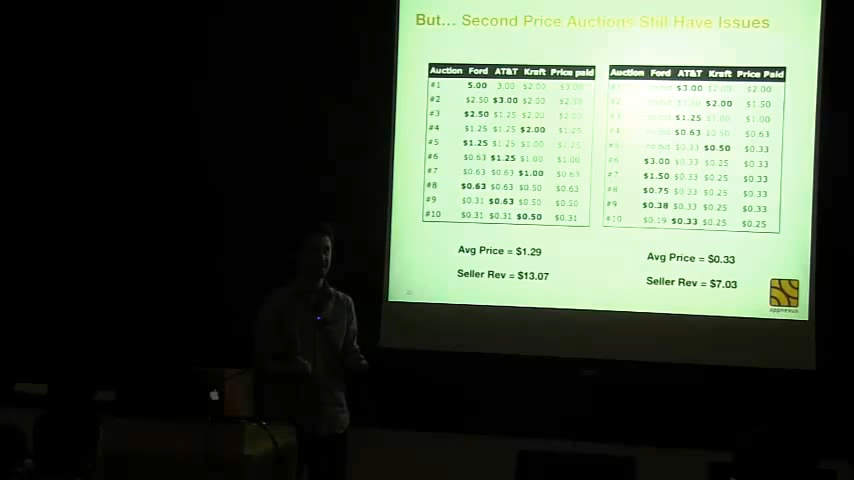 But... Second Price Auctions Still Have Issues
Auction Ford AT&T Kraft Price paid
#1 5.00 3.00 $2.00 $3.00
#2 $2.50 $3.00 $2.00 $2.50
#3 $2.50 $1.25 $2.00 $2.00
#4 $1.25 $1.25 $2.00 $1.25
#5 $1.25 $1.25 $1.00 $1.25
#6 $0.63 $1.25 $1.00 $1.00
#7 $0.63 $0.63 $1.00 $0.63
#8 $0.63 $0.63 $0.50 $0.63
#9 $0.31 $0.63 $0.50 $0.50
#10 $0.31 $0.31 $0.50 $0.31
Avg Price = $1.29
Seller Rev = $13.07
Auction Ford AT&T Kraft Price Paid
$3.00 $2.00 $2.00
$2.00 $1.50
$1.25 $1.00
$0.63 $0.50 $0.63
$0.33 $0.50 $0.33
#6 $3.00 $0.33 $0.25 $0.33
#7 $1.50 $0.33 $0.25 $0.33
#8 $0.75 $0.33 $0.25 $0.33
#9 $0.38 $0.33 $0.25 $0.33
#10 $0.19 $0.33 $0.25 $0.25
Avg Price = $0.33
Seller Rev = $7.03
appnexus